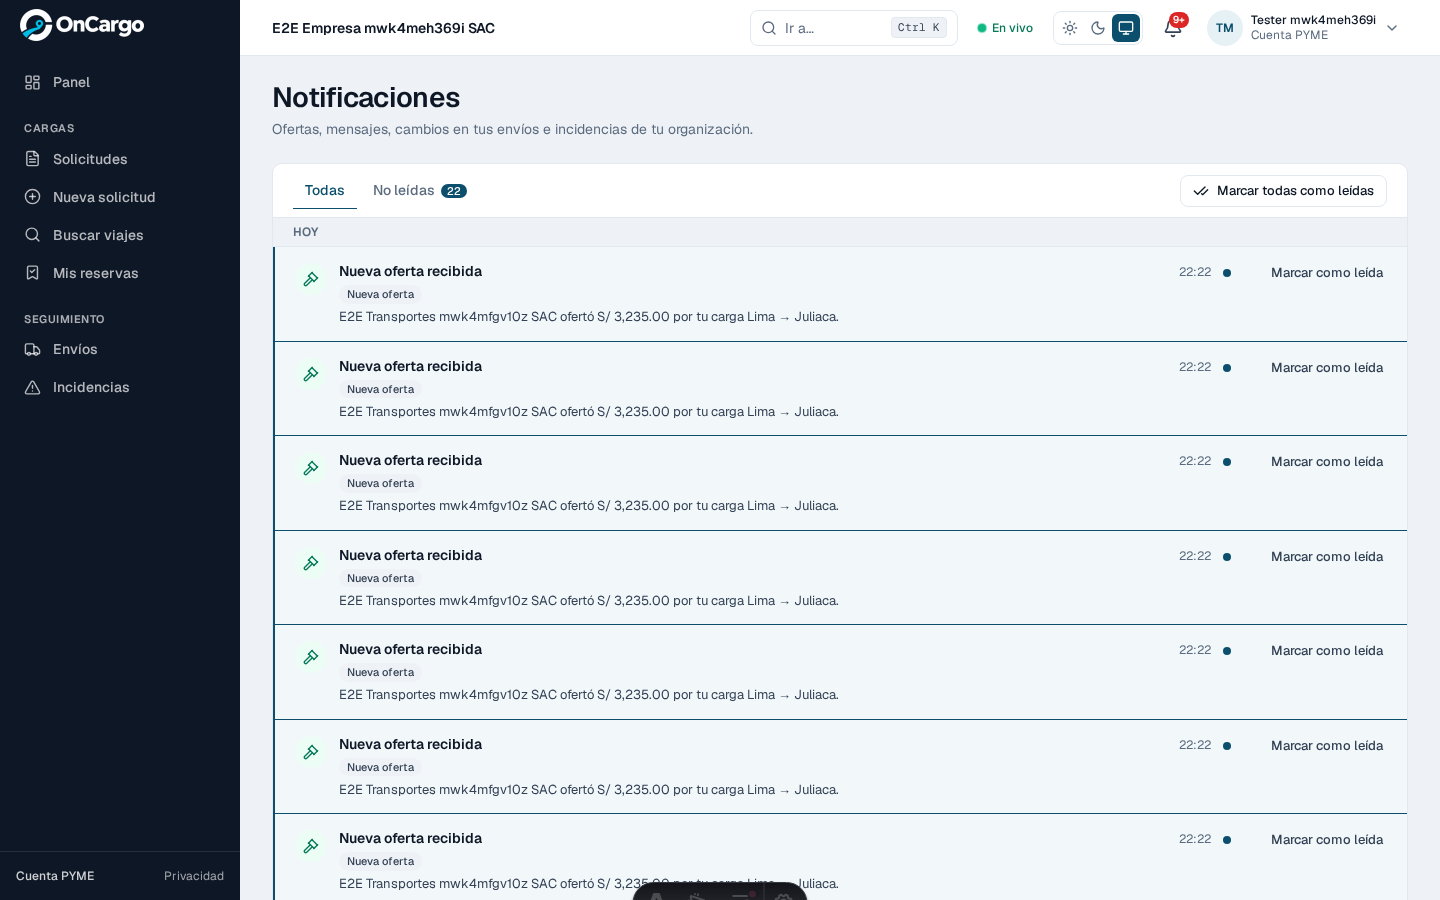 OnCargo
E2E Empresa mwk4meh369i SAC
Ir a...
Ctrl K
En vivo
9+
TM
Tester mwk4meh369i
Cuenta PYME
Panel
CARGAS
Solicitudes
Nueva solicitud
Buscar viajes
Mis reservas
SEGUIMIENTO
Envíos
Incidencias
Cuenta PYME
Privacidad
Notificaciones
Ofertas, mensajes, cambios en tus envíos e incidencias de tu organización.
Todas
No leídas 22
Marcar todas como leídas
HOY
Nueva oferta recibida 22:22 Marcar como leída
Nueva oferta
E2E Transportes mwk4mfgv10z SAC ofertó S/ 3,235.00 por tu carga Lima → Juliaca.
Nueva oferta recibida 22:22 Marcar como leída
Nueva oferta
E2E Transportes mwk4mfgv10z SAC ofertó S/ 3,235.00 por tu carga Lima → Juliaca.
Nueva oferta recibida 22:22 Marcar como leída
Nueva oferta
E2E Transportes mwk4mfgv10z SAC ofertó S/ 3,235.00 por tu carga Lima → Juliaca.
Nueva oferta recibida 22:22 Marcar como leída
Nueva oferta
E2E Transportes mwk4mfgv10z SAC ofertó S/ 3,235.00 por tu carga Lima → Juliaca.
Nueva oferta recibida 22:22 Marcar como leída
Nueva oferta
E2E Transportes mwk4mfgv10z SAC ofertó S/ 3,235.00 por tu carga Lima → Juliaca.
Nueva oferta recibida 22:22 Marcar como leída
Nueva oferta
E2E Transportes mwk4mfgv10z SAC ofertó S/ 3,235.00 por tu carga Lima → Juliaca.
Nueva oferta recibida 22:22 Marcar como leída
Nueva oferta
E2E Transportes mwk4mfgv10z SAC ofertó S/ 3,235.00 por tu carga Lima → Juliaca.